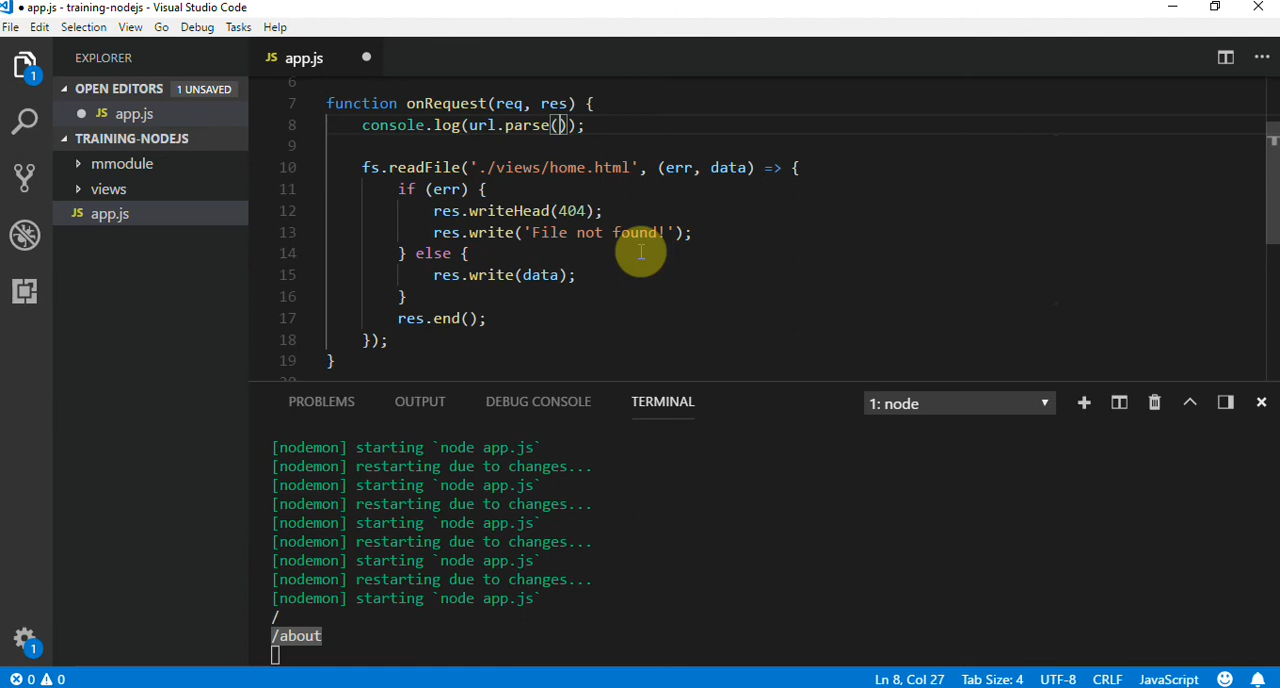 ● app.js - training-nodejs - Visual Studio Code
File Edit Selection View Go Debug Tasks Help
EXPLORER
OPEN EDITORS 1 UNSAVED
JS app.js
TRAINING-NODEJS
mmodule
views
JS app.js
1
1
JS app.js
6
7 function onRequest(req, res) {
8 console.log(url.parse());
9
10 fs.readFile('./views/home.html', (err, data) => {
11 if (err) {
12 res.writeHead(404);
13 res.write('File not found!');
14 } else {
15 res.write(data);
16 }
17 res.end();
18 });
19 }
20
PROBLEMS OUTPUT DEBUG CONSOLE TERMINAL 1: node
[nodemon] starting `node app.js`
[nodemon] restarting due to changes...
[nodemon] starting `node app.js`
[nodemon] restarting due to changes...
[nodemon] starting `node app.js`
[nodemon] restarting due to changes...
[nodemon] starting `node app.js`
[nodemon] restarting due to changes...
[nodemon] starting `node app.js`
/
/about
0 0 Ln 8, Col 27 Tab Size: 4 UTF-8 CRLF JavaScript